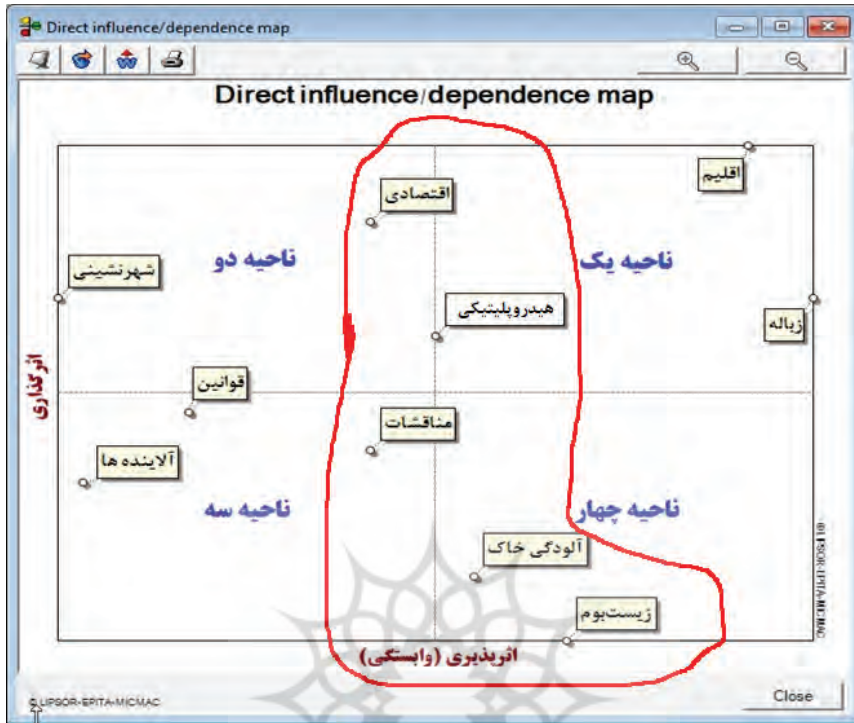 Direct influence/dependence map
Direct influence/dependence map
اقلیم
اقتصادی
ناحیه دو
ناحیه یک
شهرنشینی
هیدروپلیتیکی
زباله
اثرگذاری
قوانین
مناقشات
آلاینده ها
ناحیه سه
ناحیه چهار
آلودگی خاک
زیست‌بوم
اثرپذیری (وابستگی)
© LIPSOR-EPITA-MICMAC
© LIPSOR-EPITA-MICMAC
Close